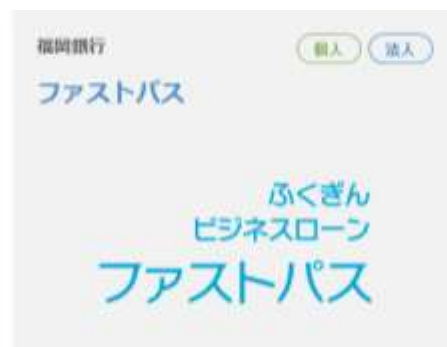 福岡銀行
個人 法人
ファストパス
ふくぎん
ビジネスローン
ファストパス